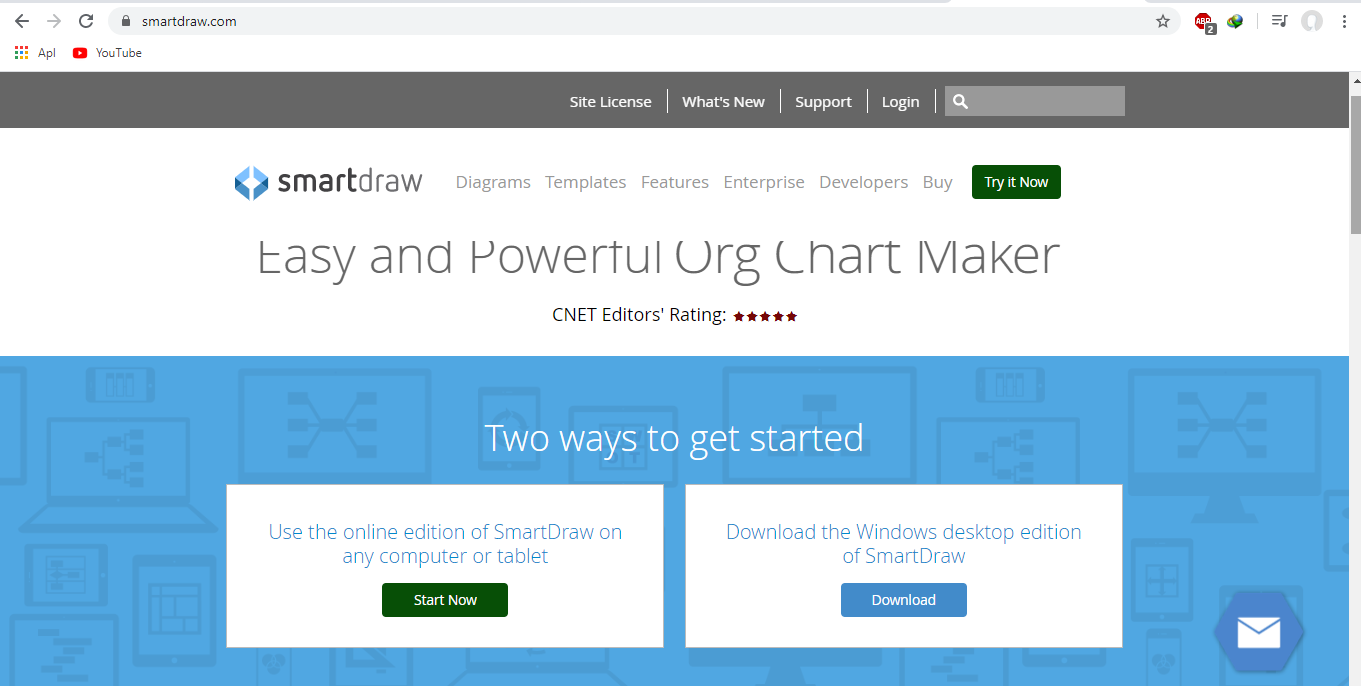 smartdraw.com
ABP
2
Apl
YouTube
Site License
What's New
Support
Login
smartdraw
Diagrams
Templates
Features
Enterprise
Developers
Buy
Try it Now
Easy and Powerful Org Chart Maker
CNET Editors' Rating:
Two ways to get started
Use the online edition of SmartDraw on
any computer or tablet
Start Now
Download the Windows desktop edition
of SmartDraw
Download